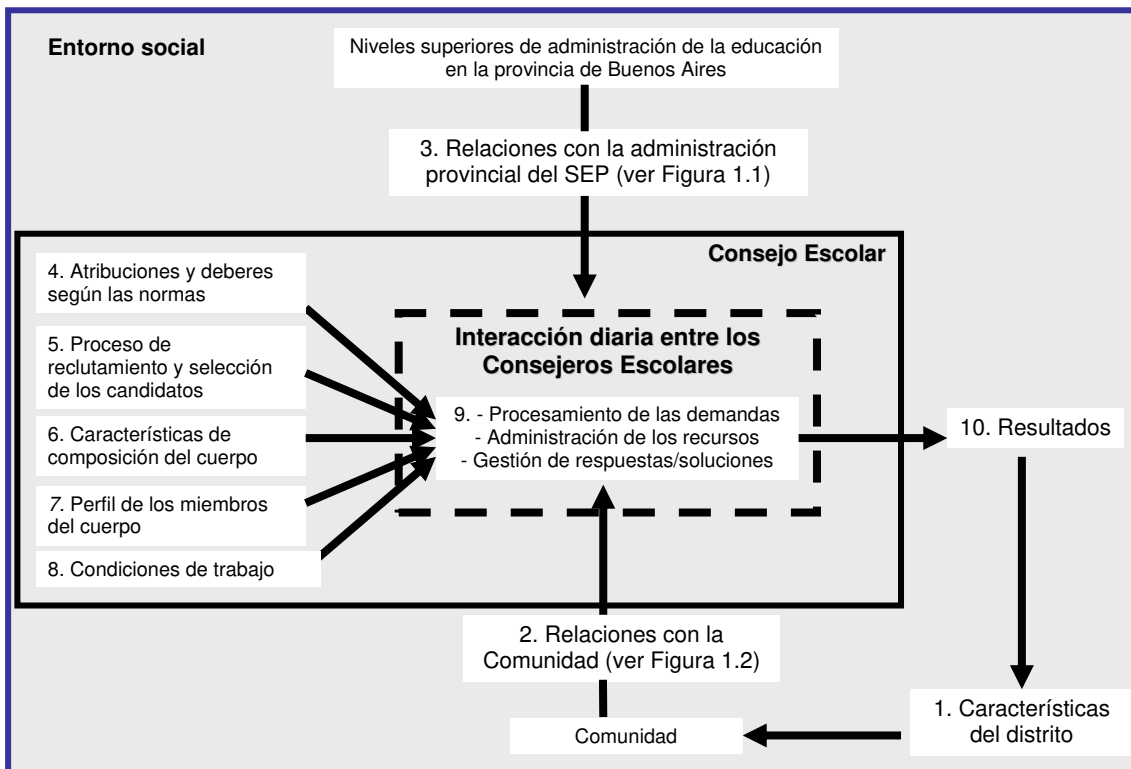 Entorno social
Niveles superiores de administración de la educación
en la provincia de Buenos Aires
3. Relaciones con la administración
provincial del SEP (ver Figura 1.1)
Consejo Escolar
4. Atribuciones y deberes
según las normas
5. Proceso de
reclutamiento y selección
de los candidatos
6. Características de
composición del cuerpo
7. Perfil de los miembros
del cuerpo
8. Condiciones de trabajo
Interacción diaria entre los
Consejeros Escolares
9. - Procesamiento de las demandas
- Administración de los recursos
- Gestión de respuestas/soluciones
10. Resultados
2. Relaciones con la
Comunidad (ver Figura 1.2)
Comunidad
1. Características
del distrito